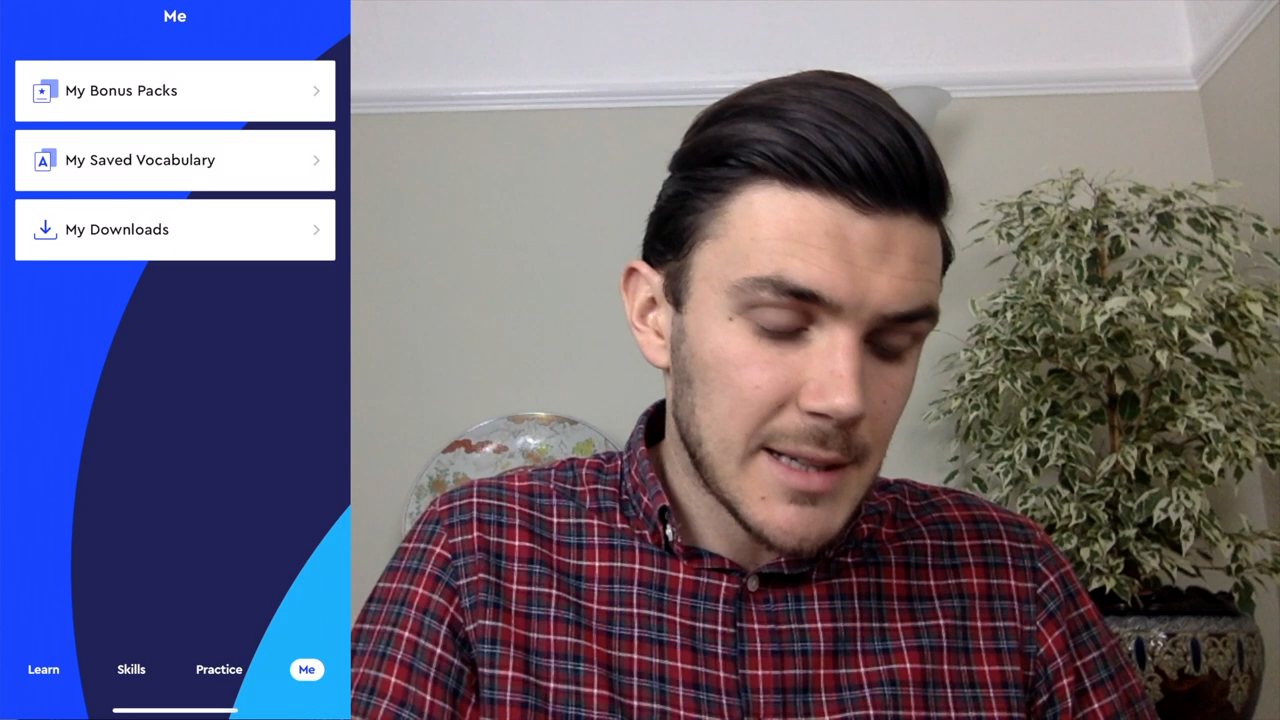 Me
My Bonus Packs
My Saved Vocabulary
My Downloads
Learn Skills Practice Me